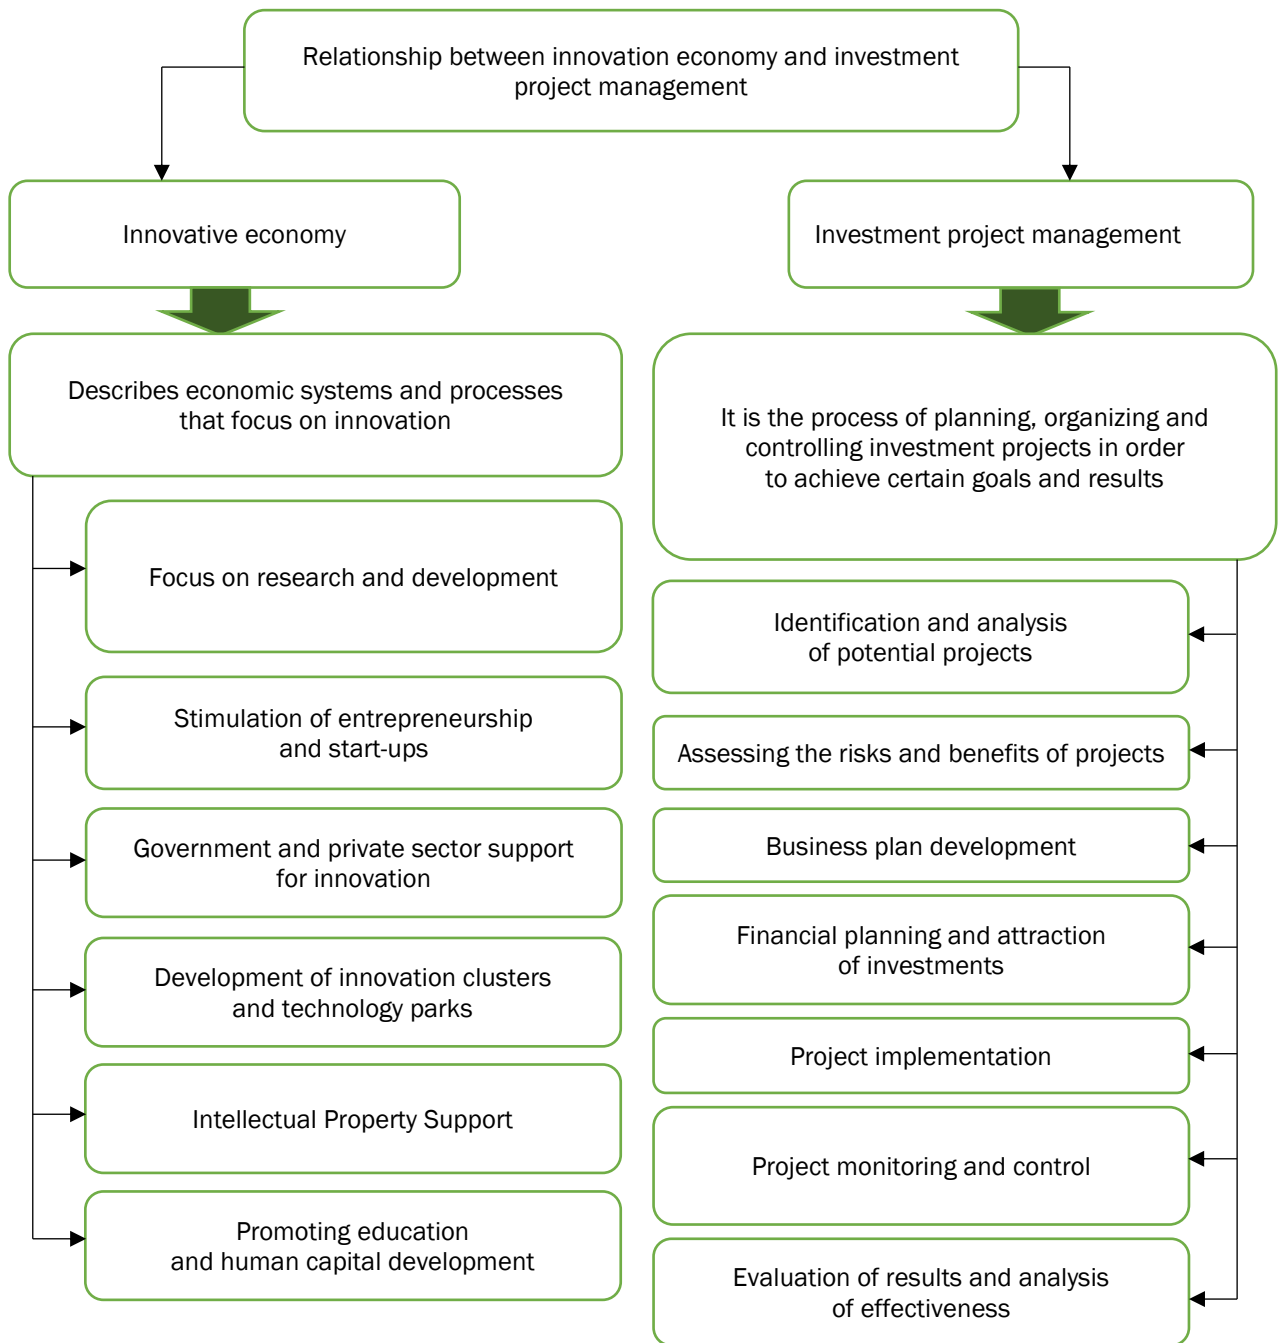 Relationship between innovation economy and investment
project management
Innovative economy
Investment project management
Describes economic systems and processes
that focus on innovation
It is the process of planning, organizing and
controlling investment projects in order
to achieve certain goals and results
Focus on research and development
Stimulation of entrepreneurship
and start-ups
Government and private sector support
for innovation
Development of innovation clusters
and technology parks
Intellectual Property Support
Promoting education
and human capital development
Identification and analysis
of potential projects
Assessing the risks and benefits of projects
Business plan development
Financial planning and attraction
of investments
Project implementation
Project monitoring and control
Evaluation of results and analysis
of effectiveness